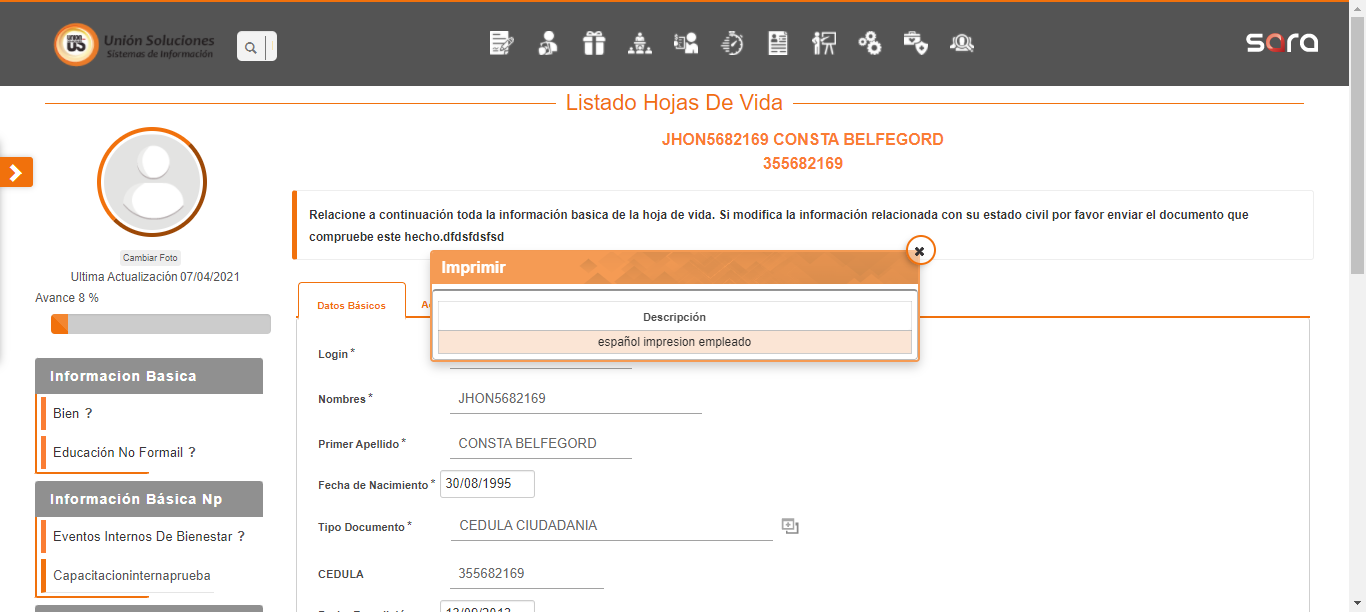 UNION
US
Unión Soluciones
Sistemas de Información
sara
Listado Hojas De Vida
JHON5682169 CONSTA BELFEGORD
355682169
Cambiar Foto
Ultima Actualización 07/04/2021
Avance 8 %
Informacion Basica
Bien ?
Educación No Formail ?
Información Básica Np
Eventos Internos De Bienestar ?
Capacitacioninternaprueba
Relacione a continuación toda la información basica de la hoja de vida. Si modifica la información relacionada con su estado civil por favor enviar el documento que
compruebe este hecho.dfdsfdsfsd
Imprimir
Descripción
español impresion empleado
Datos Básicos
Login *
Nombres * JHON5682169
Primer Apellido * CONSTA BELFEGORD
Fecha de Nacimiento * 30/08/1995
Tipo Documento * CEDULA CIUDADANIA
CEDULA 355682169